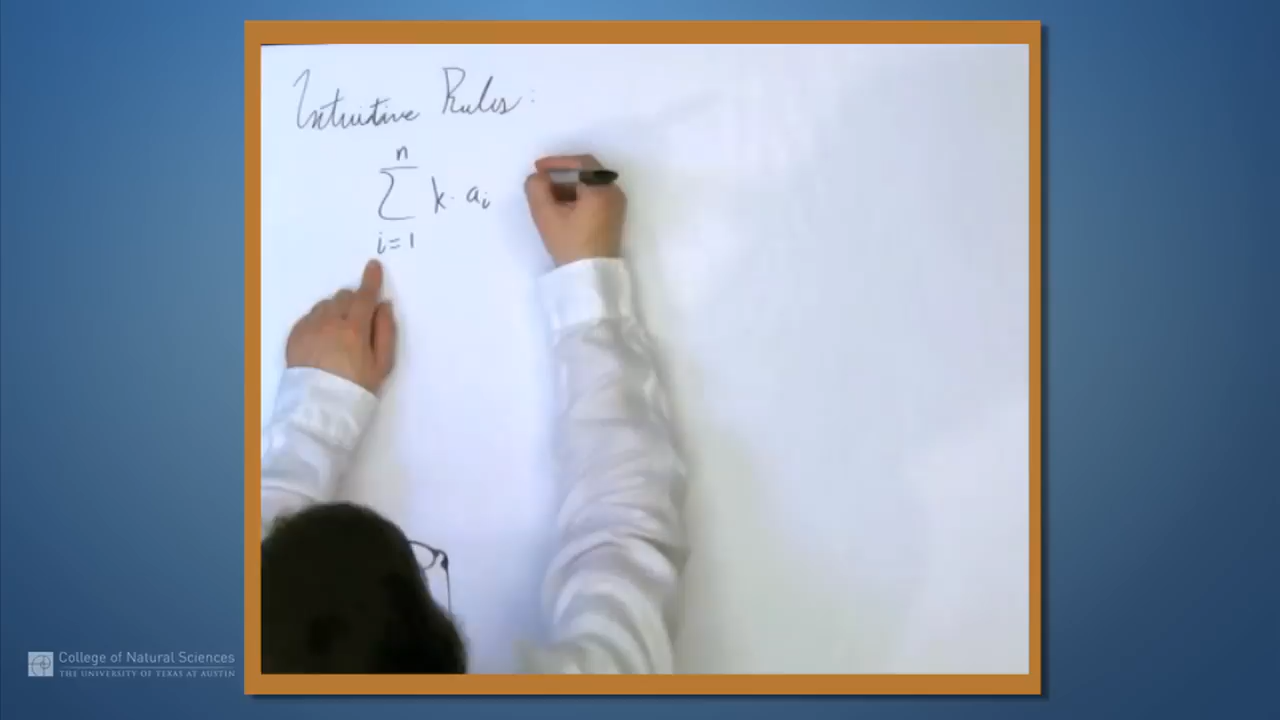 Intuitive Rules:
n
∑ k · aᵢ
i = 1
College of Natural Sciences
THE UNIVERSITY OF TEXAS AT AUSTIN